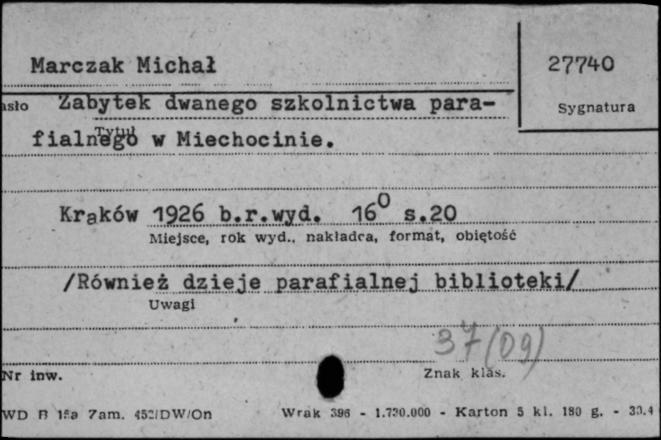 Marczak Michał
27740
asło Zabytek dwanego szkolnictwa para-
Sygnatura
Tytuł
fialnego w Miechocinie.
Kraków 1926 b.r.wyd. 16⁰ s.20
Miejsce, rok wyd., nakładca, format, objętość
/Również dzieje parafialnej biblioteki/
Uwagi
37(09)
Nr inw.
Znak klas.
WD B 15a Zam. 452/DW/On
Wrak 396 - 1.720.000 - Karton 5 kl. 180 g. - 30.4